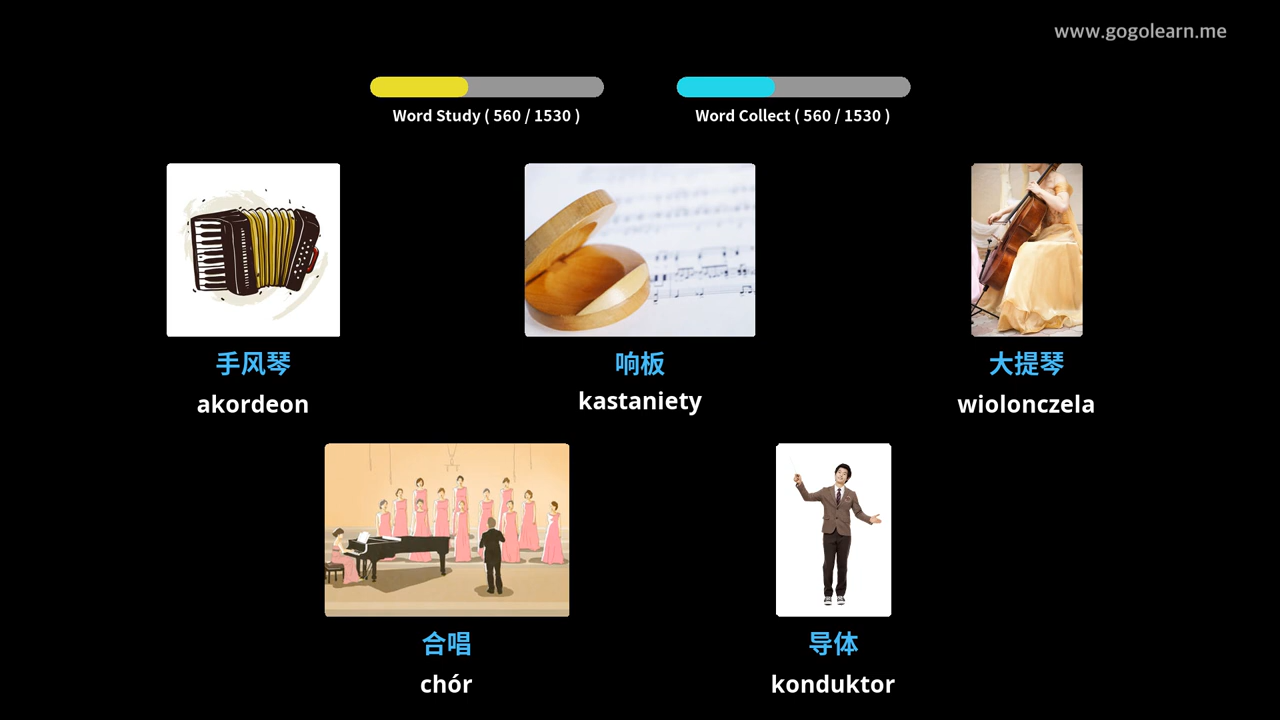 www.gogolearn.me
Word Study ( 560 / 1530 )
Word Collect ( 560 / 1530 )
手风琴
响板
大提琴
akordeon
kastaniety
wiolonczela
合唱
导体
chór
konduktor